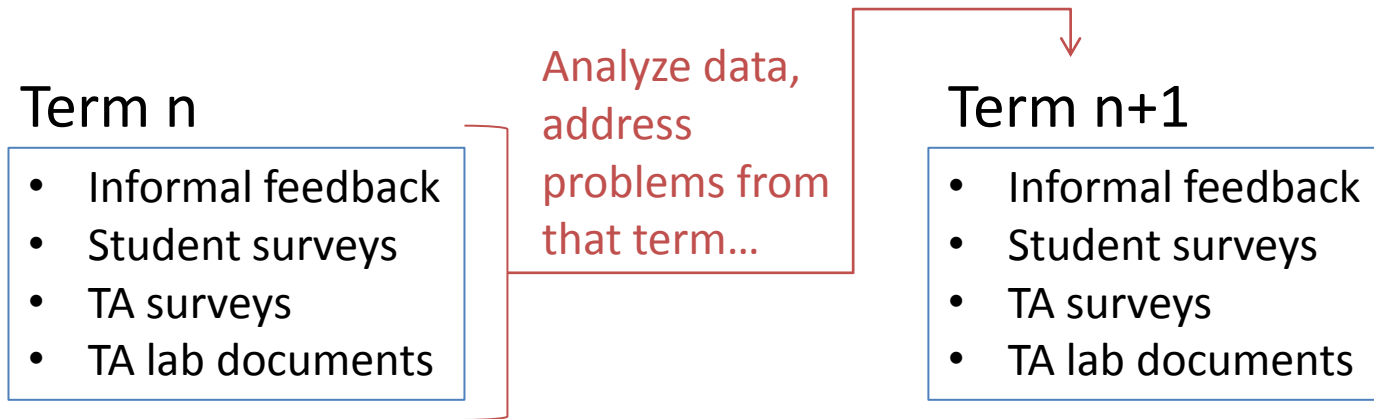 Term n
• Informal feedback
• Student surveys
• TA surveys
• TA lab documents
Analyze data,
address
problems from
that term…
Term n+1
• Informal feedback
• Student surveys
• TA surveys
• TA lab documents